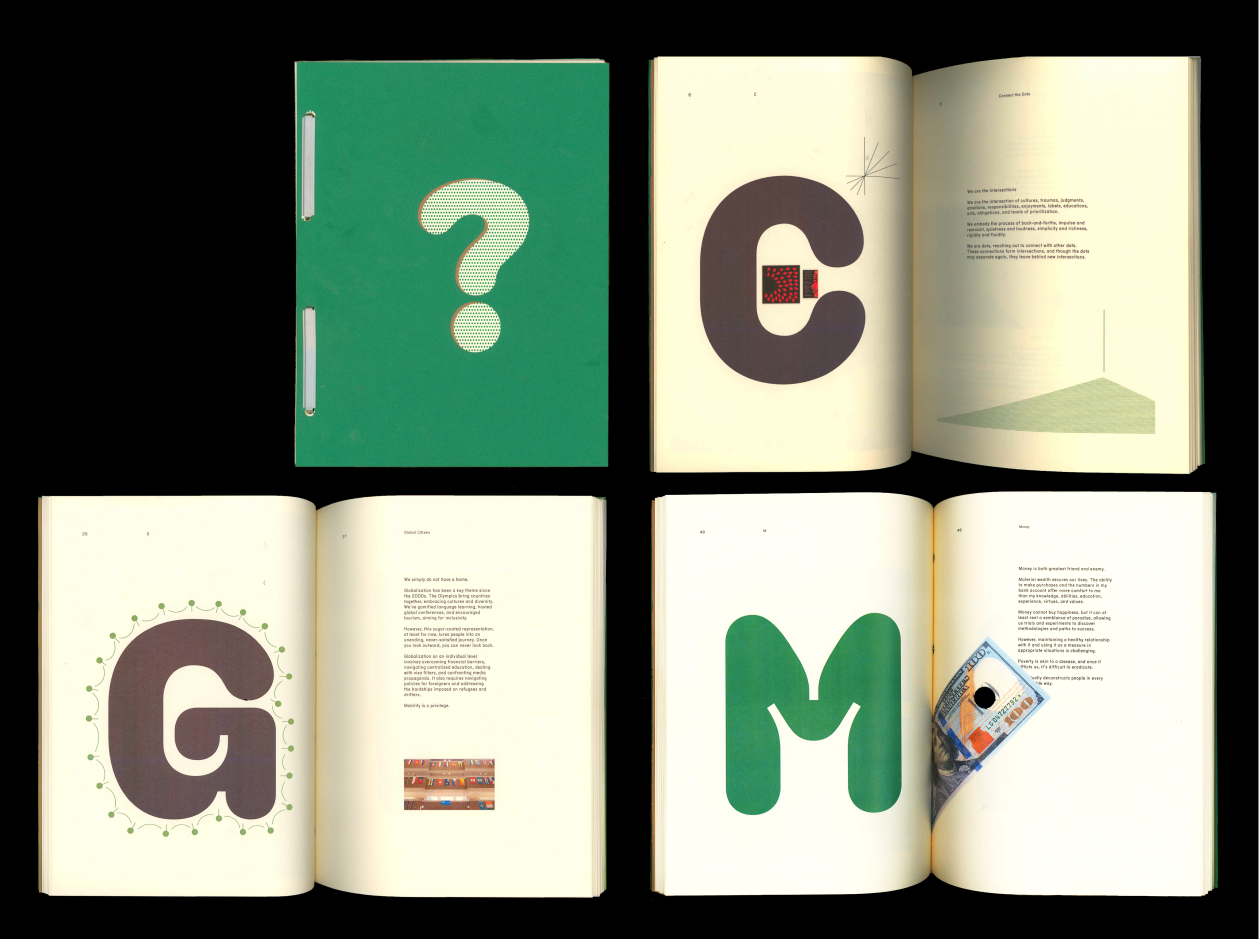 ?
8
C
C
9
Connect the Dots
We are the intersections
We are the intersection of cultures, traumas, judgments,
emotions, responsibilities, enjoyments, labels, educations,
arts, obligations, and levels of prioritization.
We embody the process of back-and-forths, impulse and
restraint, quietness and loudness, simplicity and richness,
rigidity and fluidity.
We are dots, reaching out to connect with other dots.
These connections form intersections, and though the dots
may separate again, they leave behind new intersections.
26
G
G
27
Global Citizen
We simply do not have a home.
Globalization has been a key theme since
the 2000s. The Olympics bring countries
together, embracing cultures and diversity.
We've gamified language learning, hosted
global conferences, and encouraged
tourism, aiming for inclusivity.
However, this sugar-coated representation,
at least for now, lures people into an
unending, never-satisfied journey. Once
you look outward, you can never look back.
Globalization on an individual level
involves overcoming financial barriers,
navigating centralized education, dealing
with visa filters, and confronting media
propaganda. It also requires navigating
policies for foreigners and addressing
the hardships imposed on refugees and
drifters.
Mobility is a privilege.
M
M
Money
Money is both greatest friend and enemy.
Material wealth secures our lives. The ability
to make purchases and the numbers in my
bank account offer more comfort to me
than my knowledge, abilities, education,
experience, virtues, and values.
Money cannot buy happiness, but it can at
least rent a semblance of paradise, allowing
us trials and experiments to discover
methodologies and paths to success.
However, maintaining a healthy relationship
with it and using it as a measure in
appropriate situations is challenging.
Poverty is akin to a disease, and once it
afflicts us, it's difficult to eradicate.
deconstructs people in every
way.
100